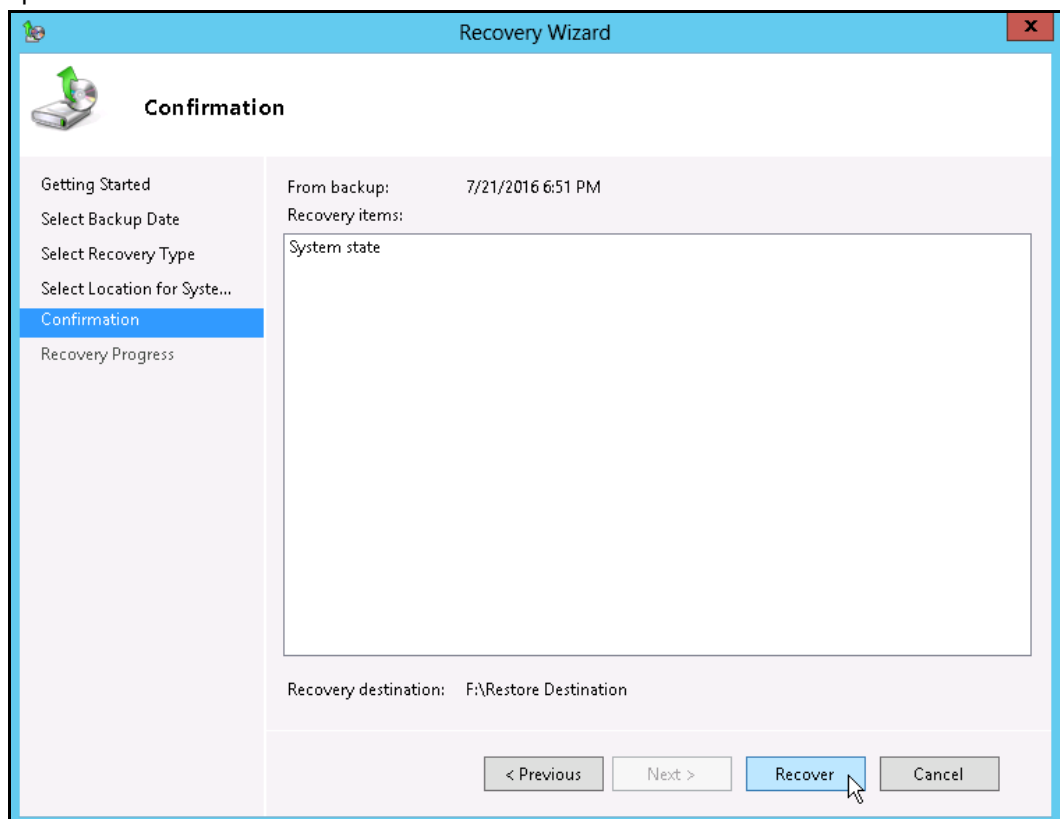 Recovery Wizard
x
Confirmation
Getting Started
Select Backup Date
Select Recovery Type
Select Location for Syste...
Confirmation
Recovery Progress
From backup: 7/21/2016 6:51 PM
Recovery items:
System state
Recovery destination: F:\Restore Destination
< Previous Next > Recover Cancel